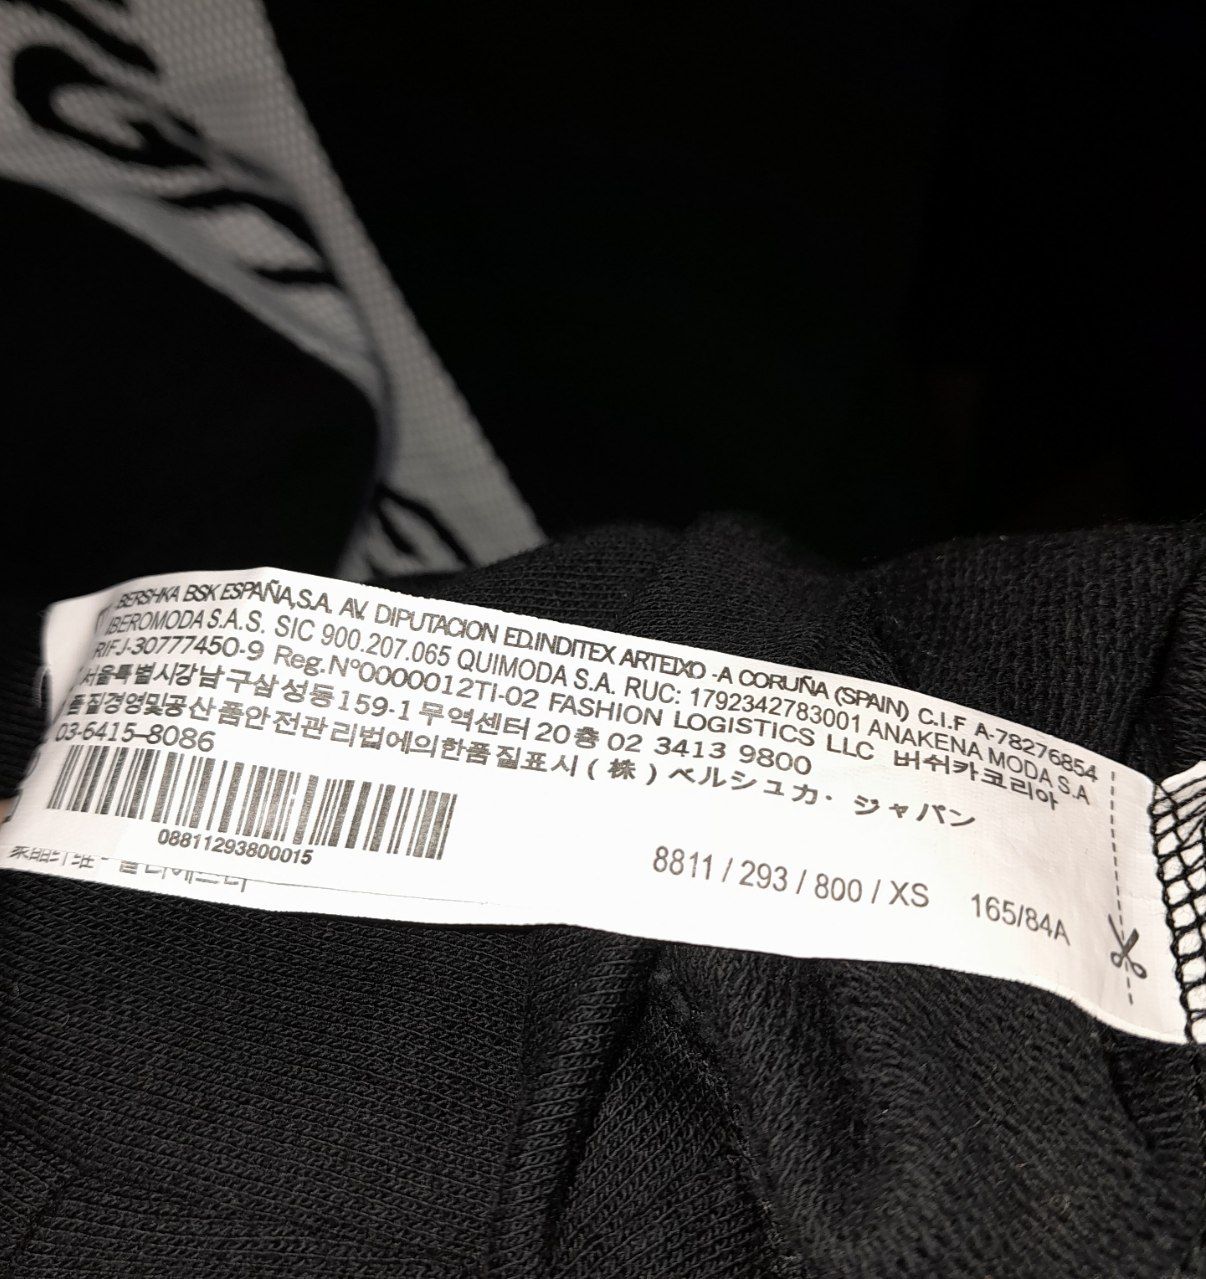 BERSHKA BSK ESPAÑA,S.A. AV. DIPUTACION ED.INDITEX ARTEIXO -A CORUÑA (SPAIN) C.I.F A-78276854
IBEROMODA S.A.S. SIC 900.207.065 QUIMODA S.A. RUC: 1792342783001 ANAKENA MODA S.A
RIFJ-30777450-9 Reg.Nº0000012TI-02 FASHION LOGISTICS LLC 버쉬카코리아
서울특별시강남구삼성동159-1무역센터20층 02 3413 9800
품질경영및공산품안전관리법에의한품질표시(株)ベルシュカ・ジャパン
03-6415-8086
08811293800015
8811 / 293 / 800 / XS 165/84A